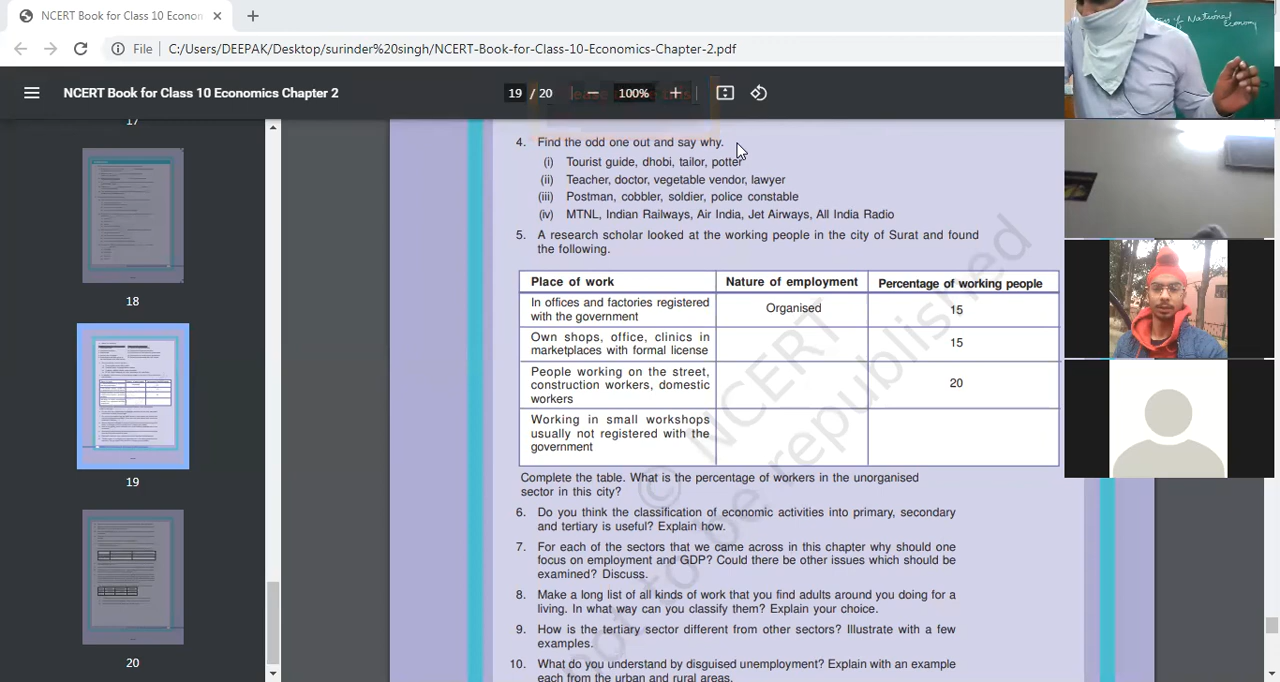 NCERT Book for Class 10 Econom
File
C:/Users/DEEPAK/Desktop/surinder%20singh/NCERT-Book-for-Class-10-Economics-Chapter-2.pdf
NCERT Book for Class 10 Economics Chapter 2
19 / 20
100%
17
18
19
20
4. Find the odd one out and say why.
(i) Tourist guide, dhobi, tailor, potter
(ii) Teacher, doctor, vegetable vendor, lawyer
(iii) Postman, cobbler, soldier, police constable
(iv) MTNL, Indian Railways, Air India, Jet Airways, All India Radio
5. A research scholar looked at the working people in the city of Surat and found
the following.
Place of work Nature of employment Percentage of working people
In offices and factories registered
with the government
Organised
15
Own shops, office, clinics in
marketplaces with formal license
15
People working on the street,
construction workers, domestic
workers
20
Working in small workshops
usually not registered with the
government
Complete the table. What is the percentage of workers in the unorganised
sector in this city?
6. Do you think the classification of economic activities into primary, secondary
and tertiary is useful? Explain how.
7. For each of the sectors that we came across in this chapter why should one
focus on employment and GDP? Could there be other issues which should be
examined? Discuss.
8. Make a long list of all kinds of work that you find adults around you doing for a
living. In what way can you classify them? Explain your choice.
9. How is the tertiary sector different from other sectors? Illustrate with a few
examples.
10. What do you understand by disguised unemployment? Explain with an example
each from the urban and rural areas.
© NCERT
not to be republished
of National
Economy